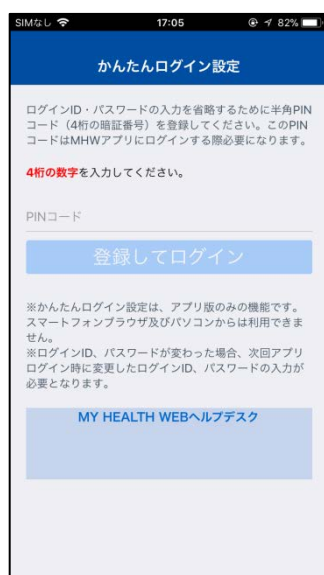 SIMなし 17:05 82%
かんたんログイン設定
ログインID・パスワードの入力を省略するために半角PIN
コード（4桁の暗証番号）を登録してください。このPIN
コードはMHWアプリにログインする際必要になります。
4桁の数字を入力してください。
PINコード
登録してログイン
※かんたんログイン設定は、アプリ版のみの機能です。
スマートフォンブラウザ及びパソコンからは利用できま
せん。
※ログインID、パスワードが変わった場合、次回アプリ
ログイン時に変更したログインID、パスワードの入力が
必要となります。
MY HEALTH WEBヘルプデスク